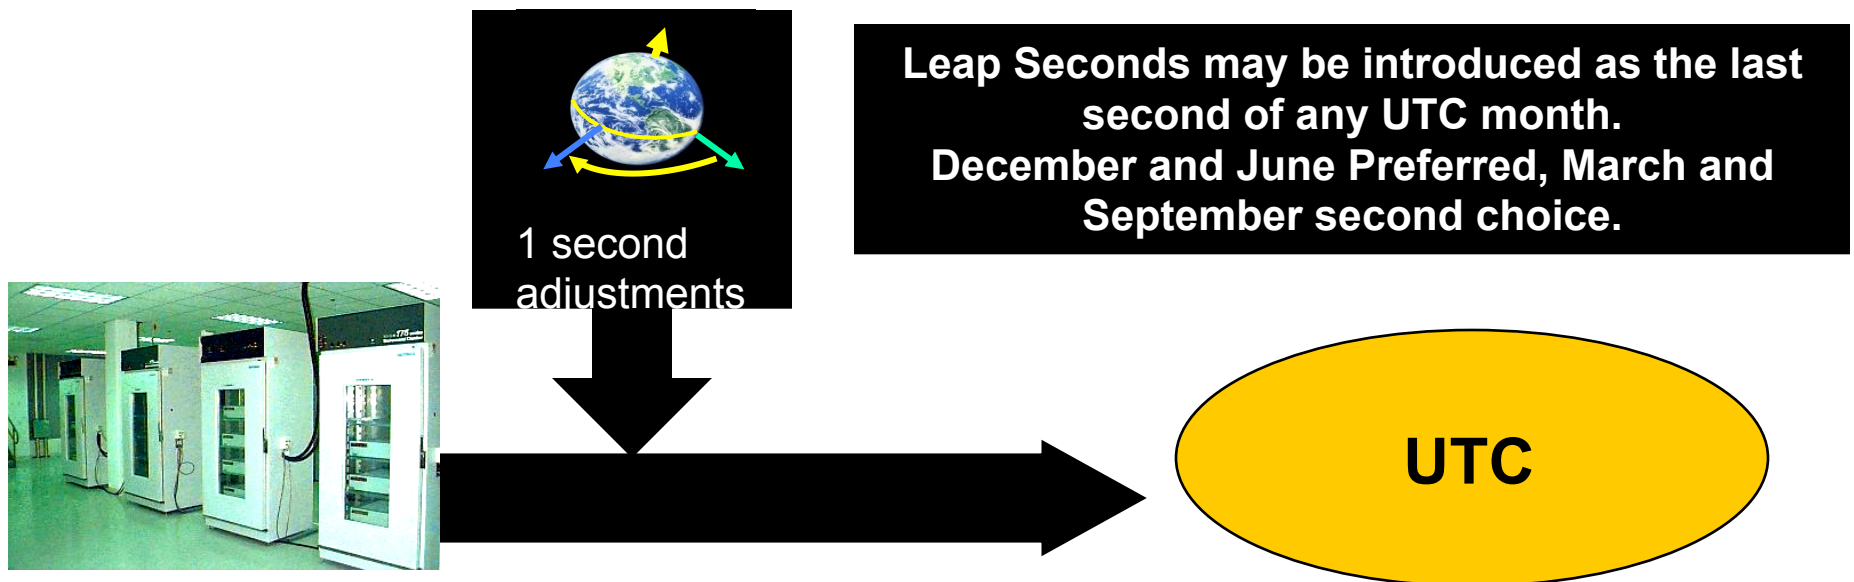 Leap Seconds may be introduced as the last
second of any UTC month.
December and June Preferred, March and
September second choice.
1 second
adjustments
UTC